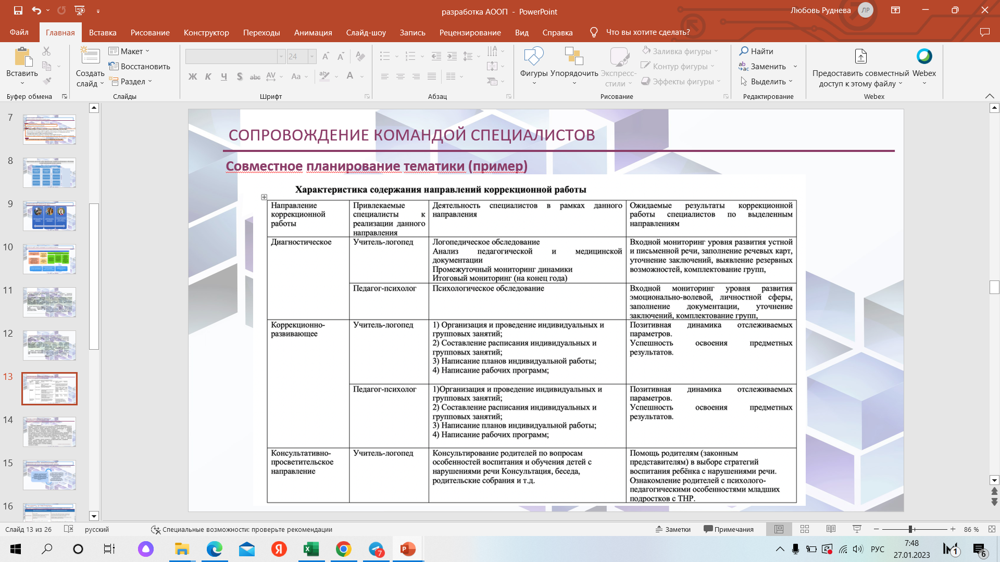 разработка АООП - PowerPoint
Любовь Руднева
ЛР
Файл
Главная
Вставка
Рисование
Конструктор
Переходы
Анимация
Слайд-шоу
Запись
Рецензирование
Вид
Справка
Что вы хотите сделать?
Вставить
Буфер обмена
Создать
слайд
Макет
Восстановить
Раздел
Слайды
24
Ж К Ч S abc AV Aa A
Шрифт
Абзац
Фигуры
Упорядочить
Экспресс-
стили
Заливка фигуры
Контур фигуры
Эффекты фигуры
Рисование
Найти
Заменить
Выделить
Редактирование
Предоставить совместный
доступ к этому файлу
Webex
Webex
7
8
9
10
11
12
13
14
15
16
СОПРОВОЖДЕНИЕ КОМАНДОЙ СПЕЦИАЛИСТОВ
Совместное планирование тематики (пример)
Характеристика содержания направлений коррекционной работы
Направление
коррекционной
работы
Привлекаемые
специалисты к
реализации данного
направления
Деятельность специалистов в рамках данного
направления
Ожидаемые результаты коррекционной
работы специалистов по выделенным
направлениям
Диагностическое
Учитель-логопед
Логопедическое обследование
Анализ педагогической и медицинской
документации
Промежуточный мониторинг динамики
Итоговый мониторинг (на конец года)
Входной мониторинг уровня развития устной
и письменной речи, заполнение речевых карт,
уточнение заключений, выявление резервных
возможностей, комплектование групп,
Педагог-психолог
Психологическое обследование
Входной мониторинг уровня развития
эмоционально-волевой, личностной сферы,
заполнение документации, уточнение
заключений, комплектование групп,
Коррекционно-
развивающее
Учитель-логопед
1) Организация и проведение индивидуальных и
групповых занятий;
2) Составление расписания индивидуальных и
групповых занятий;
3) Написание планов индивидуальной работы;
4) Написание рабочих программ;
Позитивная динамика отслеживаемых
параметров.
Успешность освоения предметных
результатов.
Педагог-психолог
1)Организация и проведение индивидуальных и
групповых занятий;
2) Составление расписания индивидуальных и
групповых занятий;
3) Написание планов индивидуальной работы;
4) Написание рабочих программ;
Позитивная динамика отслеживаемых
параметров.
Успешность освоения предметных
результатов.
Консультативно-
просветительское
направление
Учитель-логопед
Консультирование родителей по вопросам
особенностей воспитания и обучения детей с
нарушениями речи Консультация, беседа,
родительские собрания и т.д.
Помощь родителям (законным
представителям) в выборе стратегий
воспитания ребёнка с нарушениями речи.
Ознакомление родителей с психолого-
педагогическими особенностями младших
подростков с ТНР.
Слайд 13 из 26
русский
Специальные возможности: проверьте рекомендации
Заметки
Примечания
86 %
7
РУС
7:48
27.01.2023
1
6